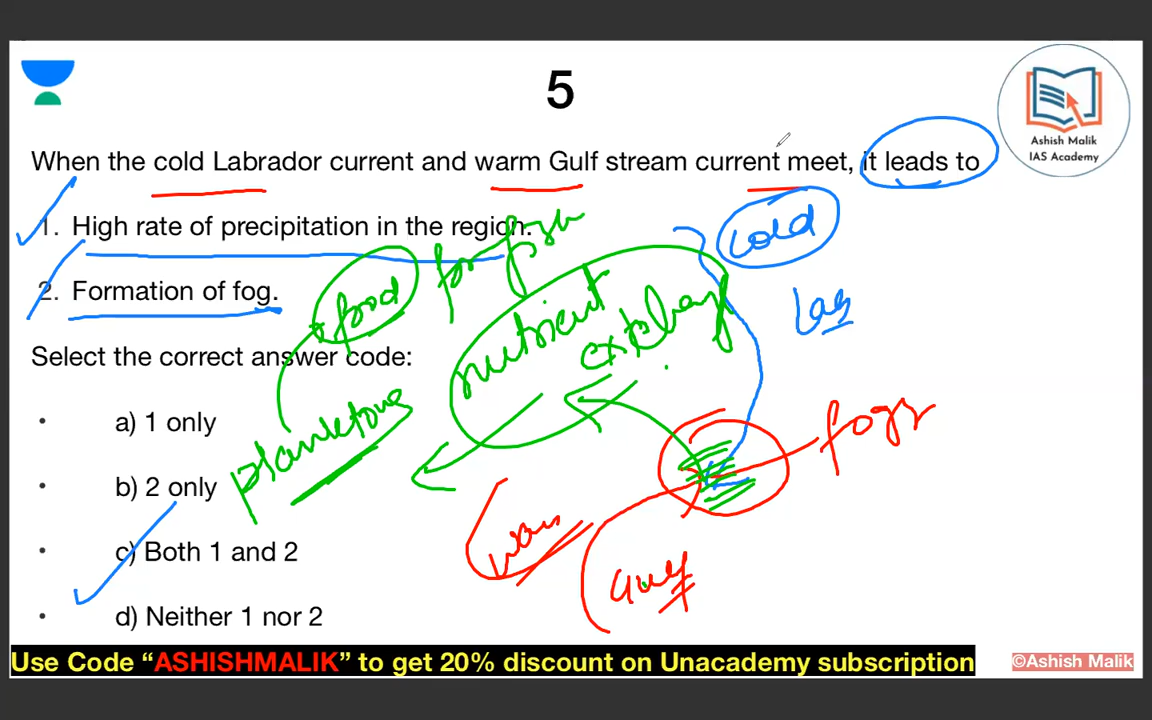 5
Ashish Malik
IAS Academy
When the cold Labrador current and warm Gulf stream current meet, it leads to
1. High rate of precipitation in the region.
2. Formation of fog.
Select the correct answer code:
• a) 1 only
• b) 2 only
• c) Both 1 and 2
• d) Neither 1 nor 2
cold
food for
nutrient
planktons
fogs
Gulf
Use Code “ASHISHMALIK” to get 20% discount on Unacademy subscription
©Ashish Malik